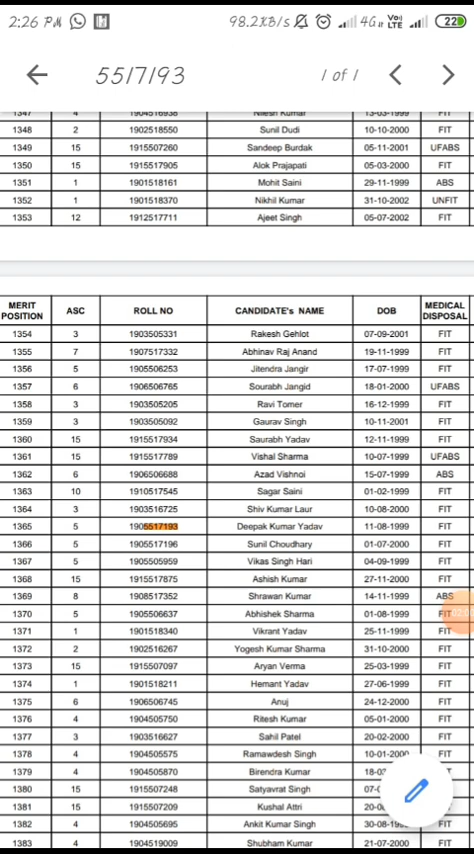 2:26 PM 98.2KB/s 4G Vo) LTE 22
55/7/93 1 of 1
1347 4 1904516938 Nilesh Kumar 13-03-1999 FIT
1348 2 1902518550 Sunil Dudi 10-10-2000 FIT
1349 15 1915507260 Sandeep Burdak 05-11-2001 UFABS
1350 15 1915517905 Alok Prajapati 05-03-2000 FIT
1351 1 1901518161 Mohit Saini 29-11-1999 ABS
1352 1 1901518370 Nikhil Kumar 31-10-2002 UNFIT
1353 12 1912517711 Ajeet Singh 05-07-2002 FIT
MERIT POSITION ASC ROLL NO CANDIDATE's NAME DOB MEDICAL DISPOSAL
1354 3 1903505331 Rakesh Gehlot 07-09-2001 FIT
1355 7 1907517332 Abhinav Raj Anand 19-11-1999 FIT
1356 5 1905506253 Jitendra Jangir 17-07-1999 FIT
1357 6 1906506765 Sourabh Jangid 18-01-2000 UFABS
1358 3 1903505205 Ravi Tomer 16-12-1999 FIT
1359 3 1903505092 Gaurav Singh 10-11-2001 FIT
1360 15 1915517934 Saurabh Yadav 12-11-1999 FIT
1361 15 1915517789 Vishal Sharma 10-07-1999 UFABS
1362 6 1906506688 Azad Vishnoi 15-07-1999 ABS
1363 10 1910517545 Sagar Saini 01-02-1999 FIT
1364 3 1903516725 Shiv Kumar Laur 10-08-2000 FIT
1365 5 1905517193 Deepak Kumar Yadav 11-08-1999 FIT
1366 5 1905517196 Sunil Choudhary 01-07-2000 FIT
1367 5 1905505959 Vikas Singh Hari 04-09-1999 FIT
1368 15 1915517875 Ashish Kumar 27-11-2000 FIT
1369 8 1908517352 Shrawan Kumar 14-11-1999 ABS
1370 5 1905506637 Abhishek Sharma 01-08-1999 FIT
1371 1 1901518340 Vikrant Yadav 25-11-1999 FIT
1372 2 1902516267 Yogesh Kumar Sharma 31-10-2000 FIT
1373 15 1915507097 Aryan Verma 25-03-1999 FIT
1374 1 1901518211 Hemant Yadav 27-06-1999 FIT
1375 6 1906506745 Anuj 24-12-2000 FIT
1376 4 1904505750 Ritesh Kumar 05-01-2000 FIT
1377 3 1903516627 Sahil Patel 20-02-2000 FIT
1378 4 1904505575 Ramawdesh Singh 10-01-2000 FIT
1379 4 1904505870 Birendra Kumar 18-0
1380 15 1915507248 Satyavrat Singh 07-
1381 15 1915507209 Kushal Attri 20-0
1382 4 1904505695 Ankit Kumar Singh 30-08-19 FIT
1383 4 1904519009 Shubham Kumar 21-07-2000 FIT